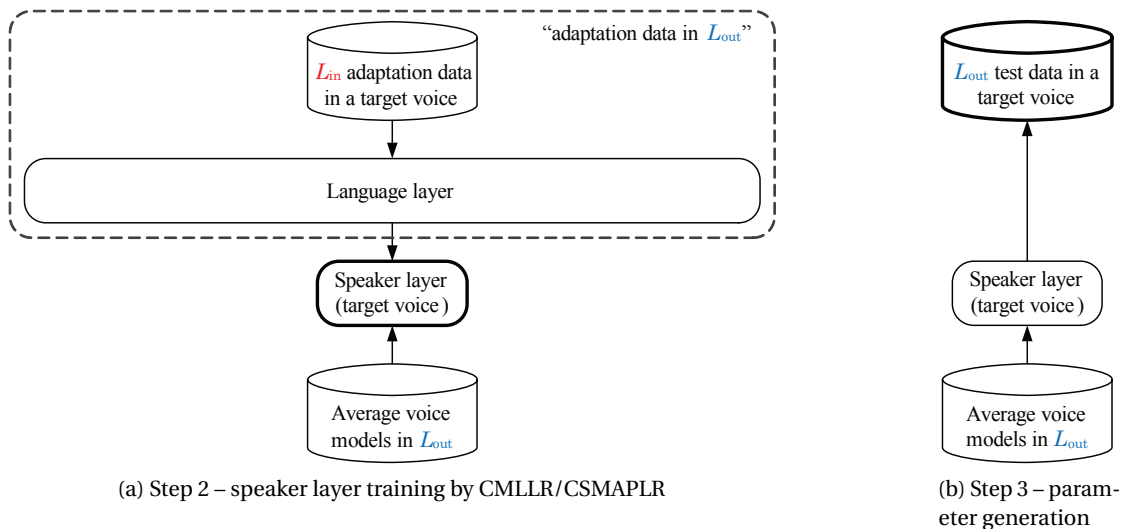 “adaptation data in Lout”
Lin adaptation data
in a target voice
Language layer
Speaker layer
(target voice)
Average voice
models in Lout
(a) Step 2 – speaker layer training by CMLLR/CSMAPLR
Lout test data in a
target voice
Speaker layer
(target voice)
Average voice
models in Lout
(b) Step 3 – param-
eter generation